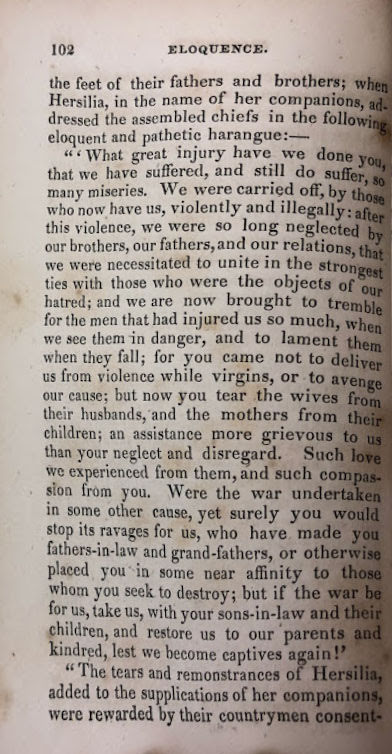 102 ELOQUENCE.
the feet of their fathers and brothers; when
Hersilia, in the name of her companions, ad-
dressed the assembled chiefs in the following
eloquent and pathetic harangue:—
"'What great injury have we done you,
that we have suffered, and still do suffer, so
many miseries. We were carried off, by those
who now have us, violently and illegally: after
this violence, we were so long neglected by
our brothers, our fathers, and our relations, that
we were necessitated to unite in the strongest
ties with those who were the objects of our
hatred; and we are now brought to tremble
for the men that had injured us so much, when
we see them in danger, and to lament them
when they fall; for you came not to deliver
us from violence while virgins, or to avenge
our cause; but now you tear the wives from
their husbands, and the mothers from their
children; an assistance more grievous to us
than your neglect and disregard. Such love
we experienced from them, and such compas-
sion from you. Were the war undertaken
in some other cause, yet surely you would
stop its ravages for us, who have made you
fathers-in-law and grand-fathers, or otherwise
placed you in some near affinity to those
whom you seek to destroy; but if the war be
for us, take us, with your sons-in-law and their
children, and restore us to our parents and
kindred, lest we become captives again!'
"The tears and remonstrances of Hersilia,
added to the supplications of her companions,
were rewarded by their countrymen consent-